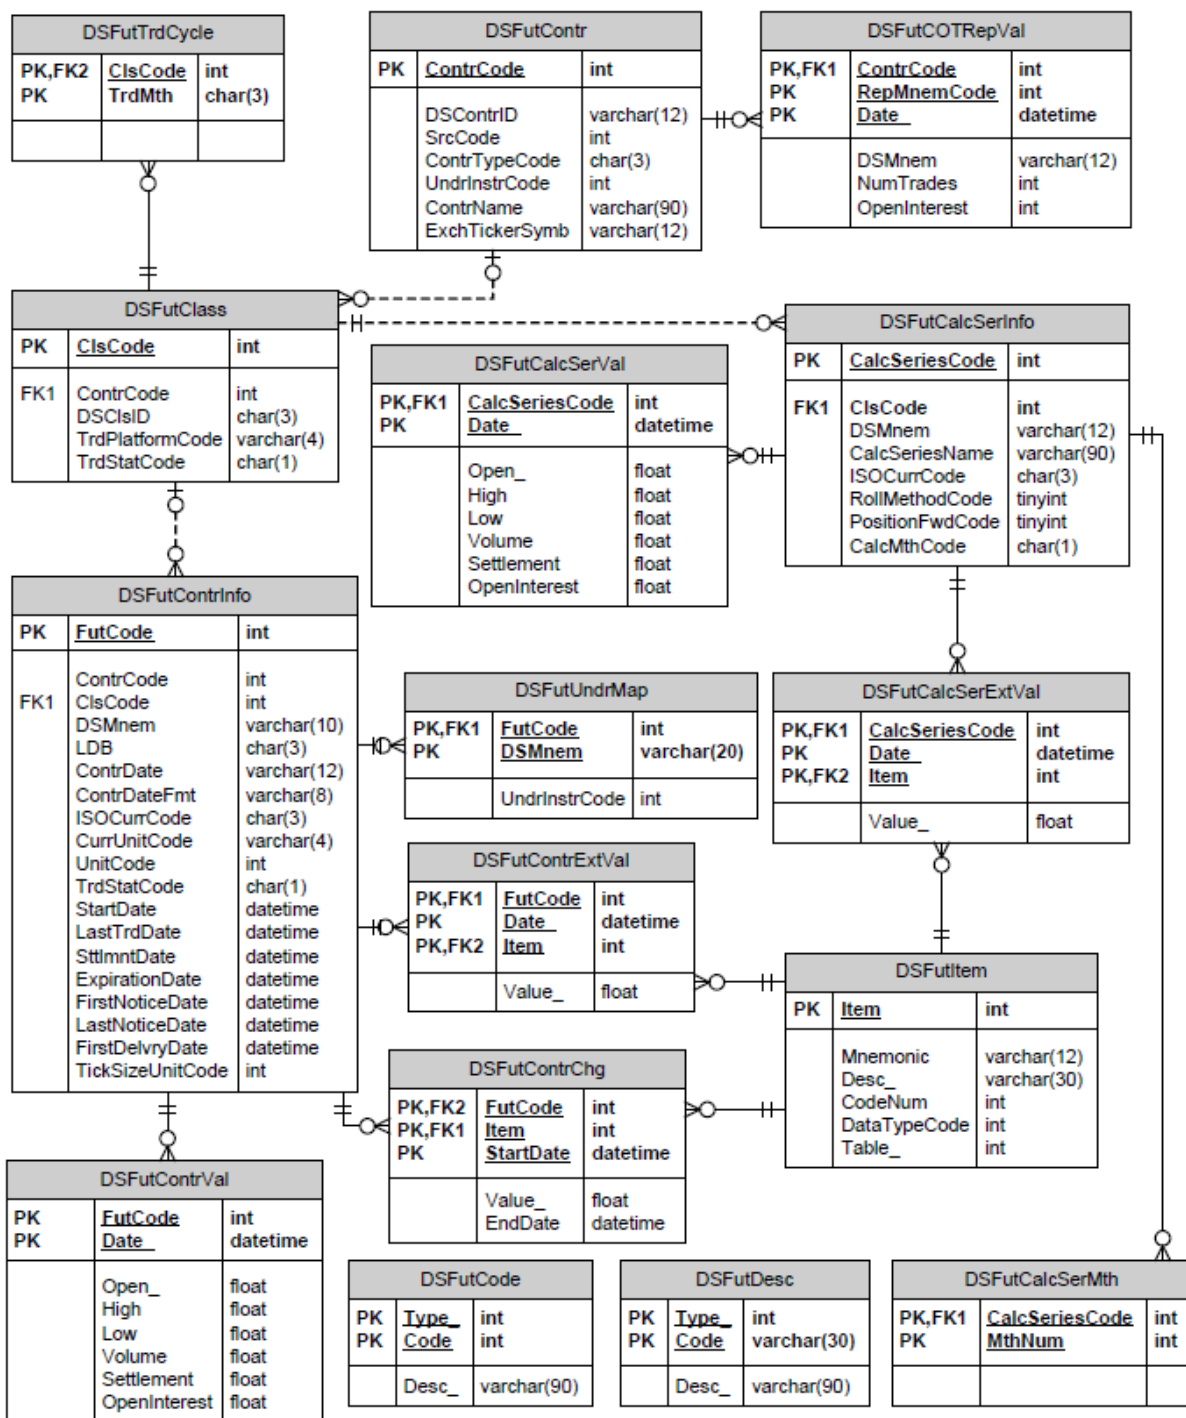 DSFutTrdCycle
PK,FK2 ClsCode int
PK TrdMth char(3)
DSFutContr
PK ContrCode int
DSContrID varchar(12)
SrcCode int
ContrTypeCode char(3)
UndrInstrCode int
ContrName varchar(90)
ExchTickerSymb varchar(12)
DSFutCOTRepVal
PK,FK1 ContrCode int
PK RepMnemCode int
PK Date_ datetime
DSMnem varchar(12)
NumTrades int
OpenInterest int
DSFutClass
PK ClsCode int
FK1 ContrCode int
DSClsID char(3)
TrdPlatformCode varchar(4)
TrdStatCode char(1)
DSFutCalcSerVal
PK,FK1 CalcSeriesCode int
PK Date_ datetime
Open_ float
High float
Low float
Volume float
Settlement float
OpenInterest float
DSFutCalcSerInfo
PK CalcSeriesCode int
FK1 ClsCode int
DSMnem varchar(12)
CalcSeriesName varchar(90)
ISOCurrCode char(3)
RollMethodCode tinyint
PositionFwdCode tinyint
CalcMthCode char(1)
DSFutContrInfo
PK FutCode int
ContrCode int
FK1 ClsCode int
DSMnem varchar(10)
LDB char(3)
ContrDate varchar(12)
ContrDateFmt varchar(8)
ISOCurrCode char(3)
CurrUnitCode varchar(4)
UnitCode int
TrdStatCode char(1)
StartDate datetime
LastTrdDate datetime
SttlmntDate datetime
ExpirationDate datetime
FirstNoticeDate datetime
LastNoticeDate datetime
FirstDelvryDate datetime
TickSizeUnitCode int
DSFutUndrMap
PK,FK1 FutCode int
PK DSMnem varchar(20)
UndrInstrCode int
DSFutCalcSerExtVal
PK,FK1 CalcSeriesCode int
PK Date_ datetime
PK,FK2 Item int
Value_ float
DSFutContrExtVal
PK,FK1 FutCode int
PK Date_ datetime
PK,FK2 Item int
Value_ float
DSFutItem
PK Item int
Mnemonic varchar(12)
Desc_ varchar(30)
CodeNum int
DataTypeCode int
Table_ int
DSFutContrChg
PK,FK2 FutCode int
PK,FK1 Item int
PK StartDate datetime
Value_ float
EndDate datetime
DSFutContrVal
PK FutCode int
PK Date_ datetime
Open_ float
High float
Low float
Volume float
Settlement float
OpenInterest float
DSFutCode
PK Type_ int
PK Code int
Desc_ varchar(90)
DSFutDesc
PK Type_ int
PK Code varchar(30)
Desc_ varchar(90)
DSFutCalcSerMth
PK,FK1 CalcSeriesCode int
PK MthNum int